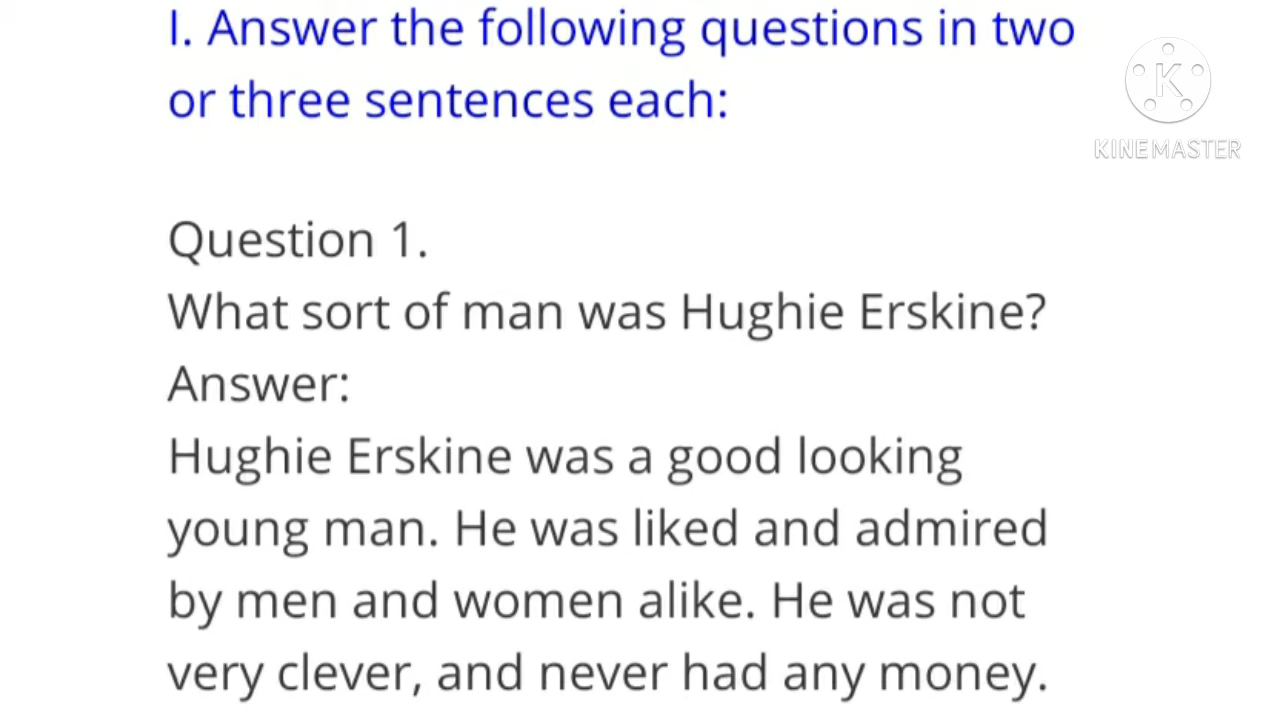 I. Answer the following questions in two
or three sentences each:
K
KINEMASTER
Question 1.
What sort of man was Hughie Erskine?
Answer:
Hughie Erskine was a good looking
young man. He was liked and admired
by men and women alike. He was not
very clever, and never had any money.